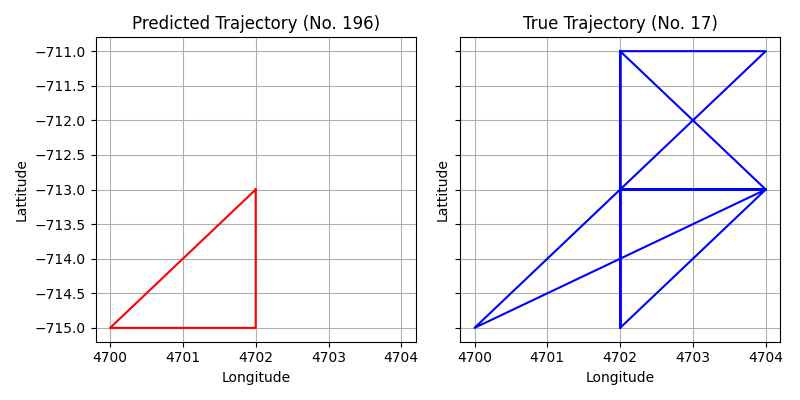 Predicted Trajectory (No. 196)
True Trajectory (No. 17)
Lattitude
−711.0
−711.5
−712.0
−712.5
−713.0
−713.5
−714.0
−714.5
−715.0
Lattitude
4700 4701 4702 4703 4704
4700 4701 4702 4703 4704
Longitude
Longitude